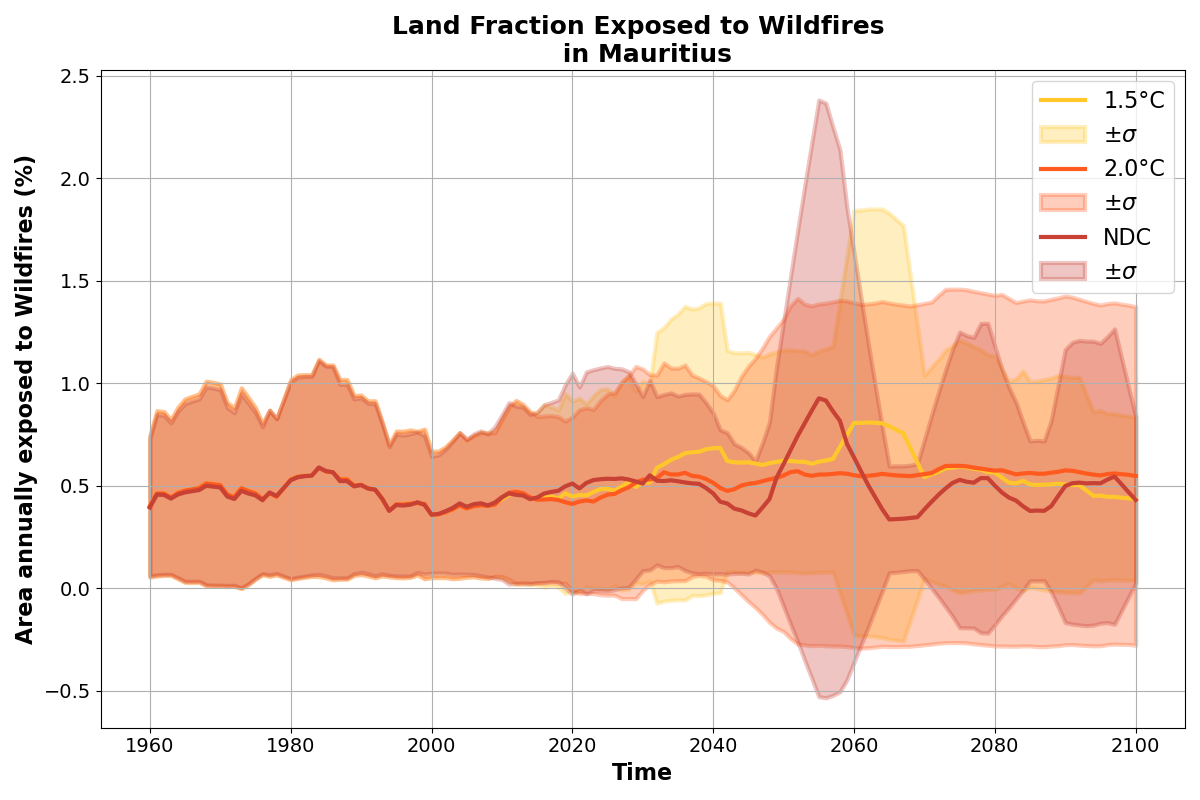 Land Fraction Exposed to Wildfires
in Mauritius
Area annually exposed to Wildfires (%)
2.5
2.0
1.5
1.0
0.5
0.0
−0.5
1.5°C
±σ
2.0°C
±σ
NDC
±σ
1960 1980 2000 2020 2040 2060 2080 2100
Time